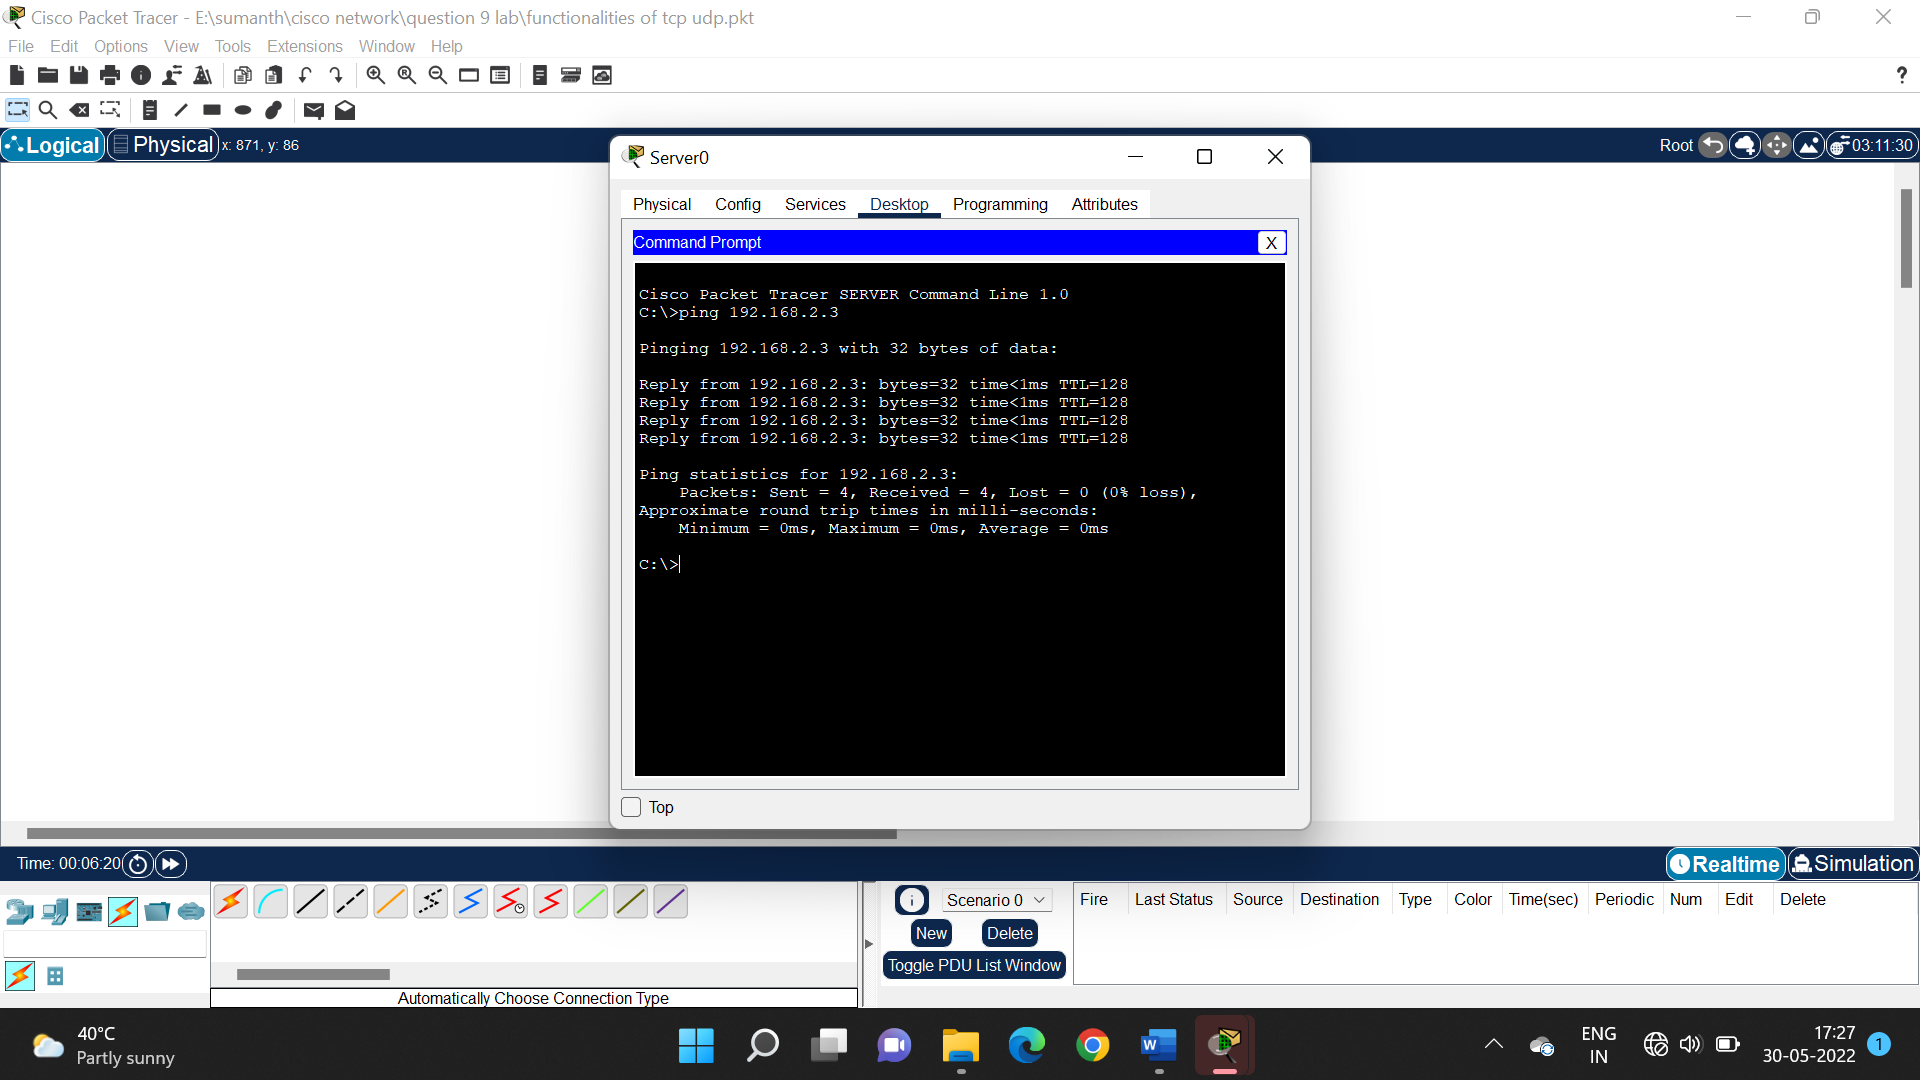 Cisco Packet Tracer - E:\sumanth\cisco network\question 9 lab\functionalities of tcp udp.pkt
File Edit Options View Tools Extensions Window Help
?
Logical Physical x: 871, y: 86
Root 03:11:30
Server0
Physical Config Services Desktop Programming Attributes
Command Prompt X
Cisco Packet Tracer SERVER Command Line 1.0
C:\>ping 192.168.2.3
Pinging 192.168.2.3 with 32 bytes of data:
Reply from 192.168.2.3: bytes=32 time<1ms TTL=128
Reply from 192.168.2.3: bytes=32 time<1ms TTL=128
Reply from 192.168.2.3: bytes=32 time<1ms TTL=128
Reply from 192.168.2.3: bytes=32 time<1ms TTL=128
Ping statistics for 192.168.2.3:
Packets: Sent = 4, Received = 4, Lost = 0 (0% loss),
Approximate round trip times in milli-seconds:
Minimum = 0ms, Maximum = 0ms, Average = 0ms
C:\>
Top
Time: 00:06:20
Realtime Simulation
Scenario 0
New Delete
Toggle PDU List Window
Fire Last Status Source Destination Type Color Time(sec) Periodic Num Edit Delete
Automatically Choose Connection Type
40°C
Partly sunny
ENG
IN
17:27
30-05-2022
1